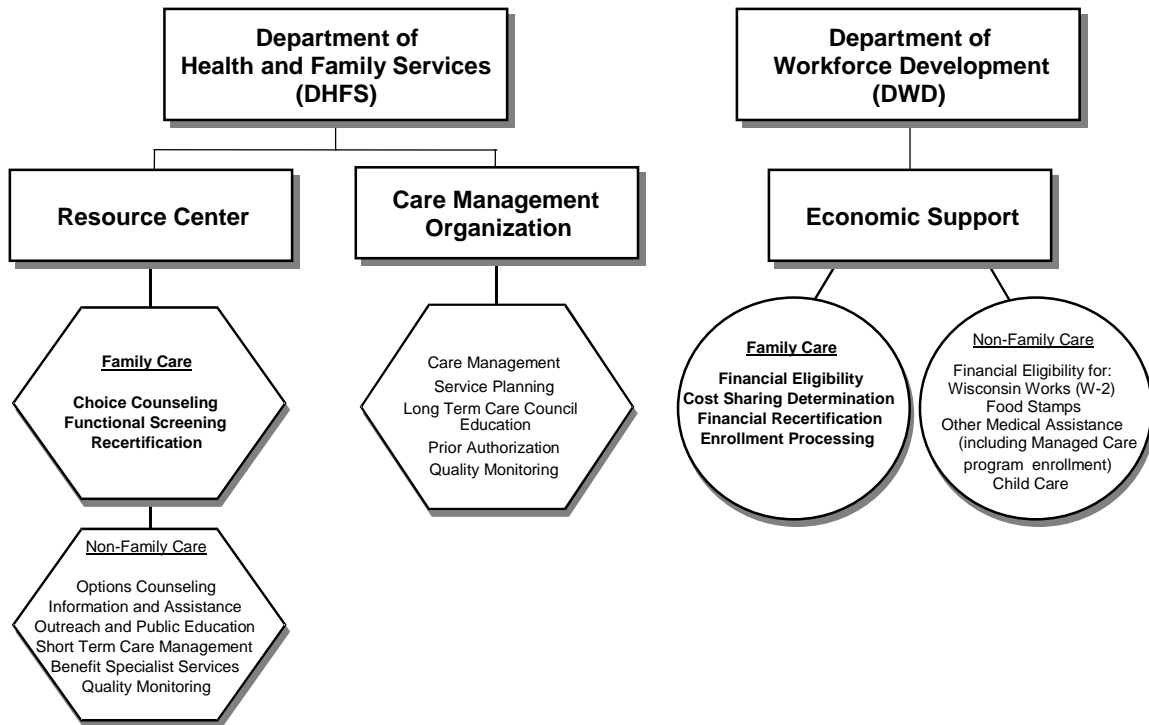 Department of
Health and Family Services
(DHFS)
Department of
Workforce Development
(DWD)
Resource Center
Care Management
Organization
Economic Support
Family Care
Choice Counseling
Functional Screening
Recertification
Care Management
Service Planning
Long Term Care Council
Education
Prior Authorization
Quality Monitoring
Family Care
Financial Eligibility
Cost Sharing Determination
Financial Recertification
Enrollment Processing
Non-Family Care
Financial Eligibility for:
Wisconsin Works (W-2)
Food Stamps
Other Medical Assistance
(including Managed Care
program enrollment)
Child Care
Non-Family Care
Options Counseling
Information and Assistance
Outreach and Public Education
Short Term Care Management
Benefit Specialist Services
Quality Monitoring